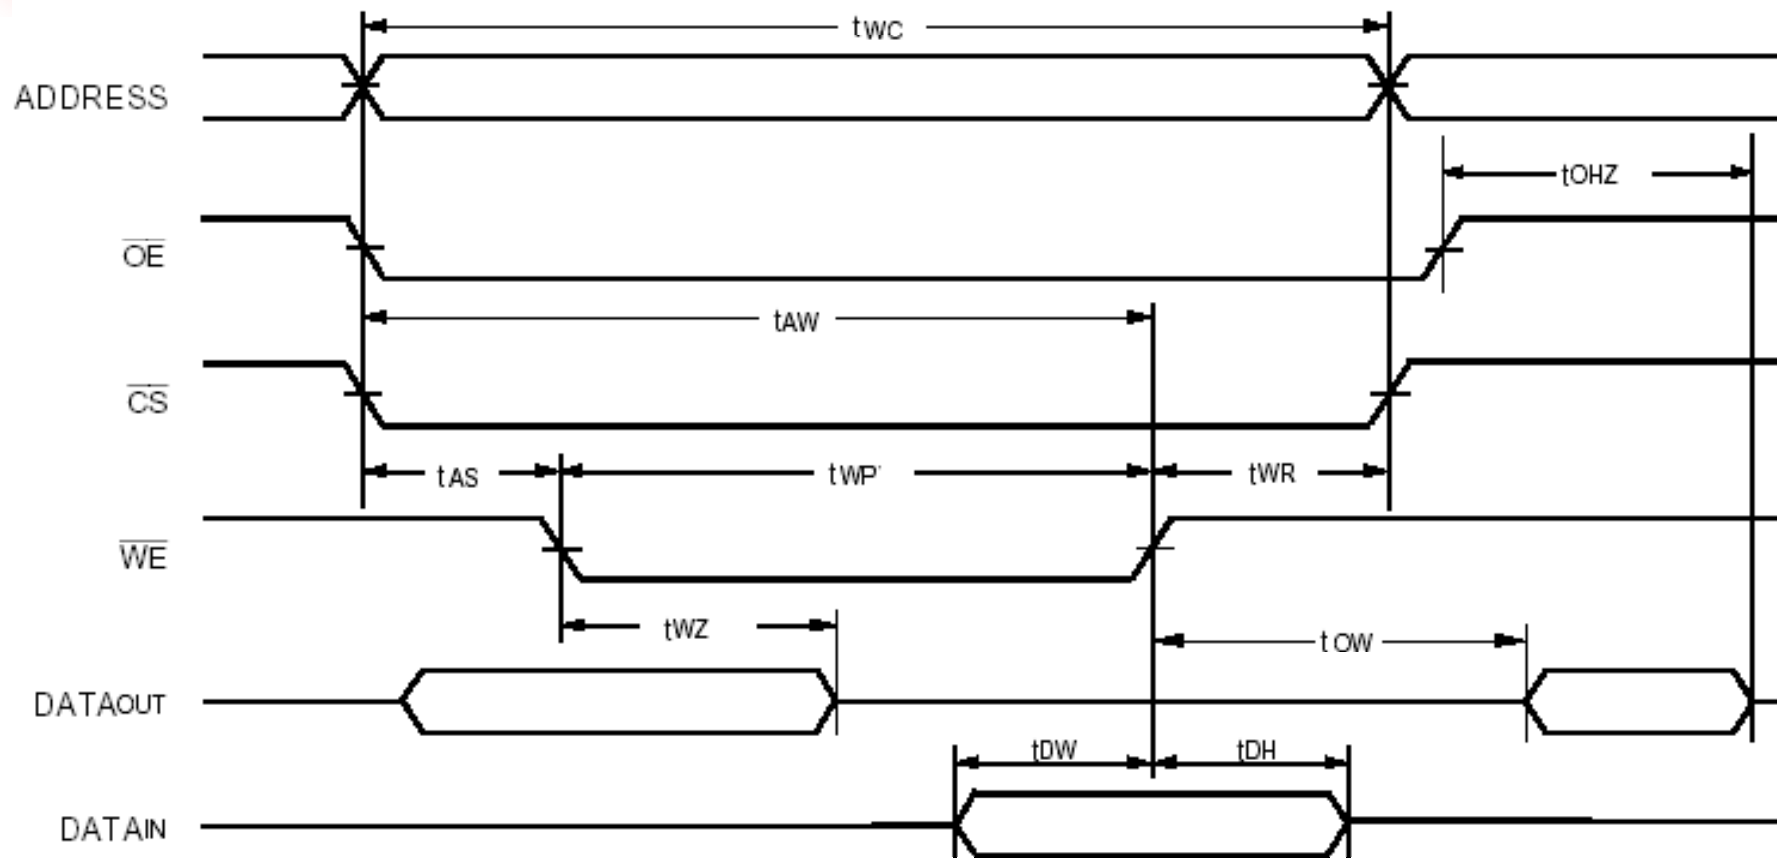 tWC
ADDRESS
tOHZ
OE
tAW
CS
tAS tWP' tWR
WE
tWZ tOW
DATAOUT
tDW tDH
DATAIN